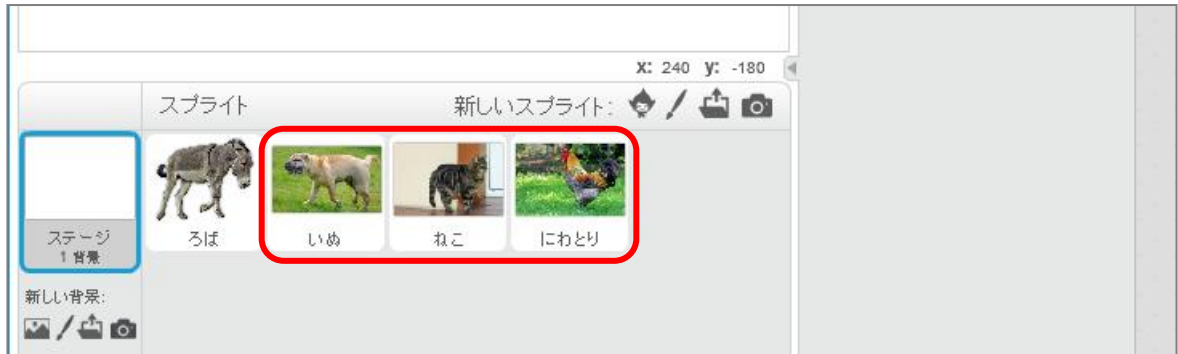 x: 240 y: -180
スプライト 新しいスプライト:
ろば いぬ ねこ にわとり
ステージ
1 背景
新しい背景: